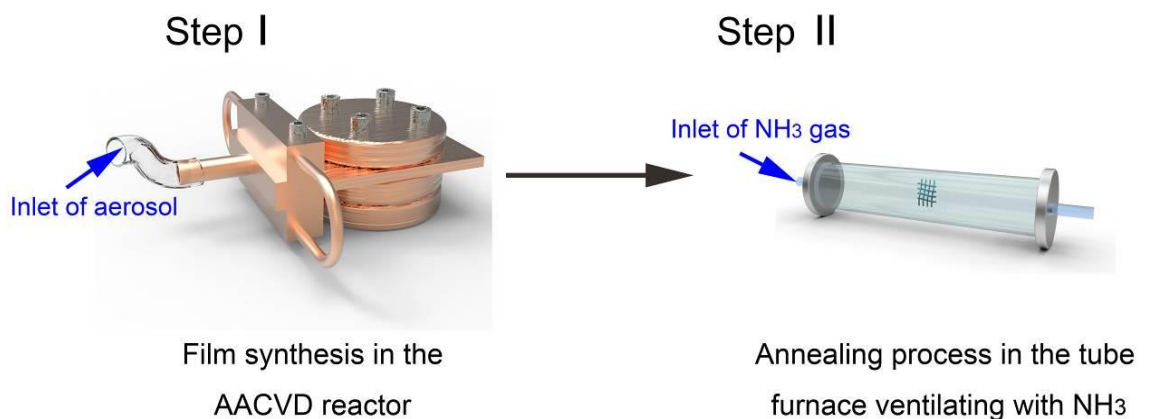 Step I
Step II
Inlet of aerosol
Inlet of NH3 gas
Film synthesis in the
AACVD reactor
Annealing process in the tube
furnace ventilating with NH3